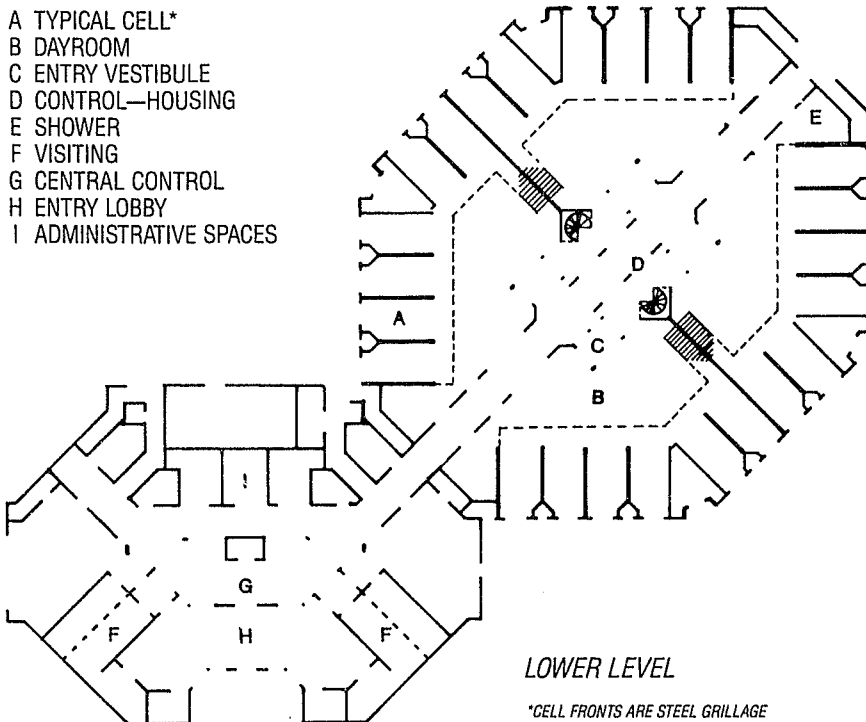 A TYPICAL CELL*
B DAYROOM
C ENTRY VESTIBULE
D CONTROL—HOUSING
E SHOWER
F VISITING
G CENTRAL CONTROL
H ENTRY LOBBY
I ADMINISTRATIVE SPACES
E
D
A
C
B
I
G
F
H
F
LOWER LEVEL
*CELL FRONTS ARE STEEL GRILLAGE